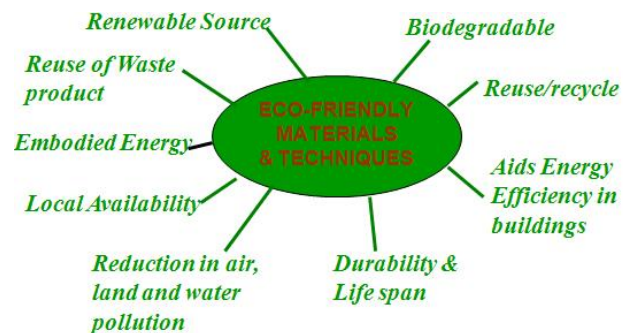 Renewable Source
Biodegradable
Reuse of Waste
product
ECO-FRIENDLY
MATERIALS
& TECHNIQUES
Reuse/recycle
Embodied Energy
Aids Energy
Efficiency in
buildings
Local Availability
Reduction in air,
land and water
pollution
Durability &
Life span